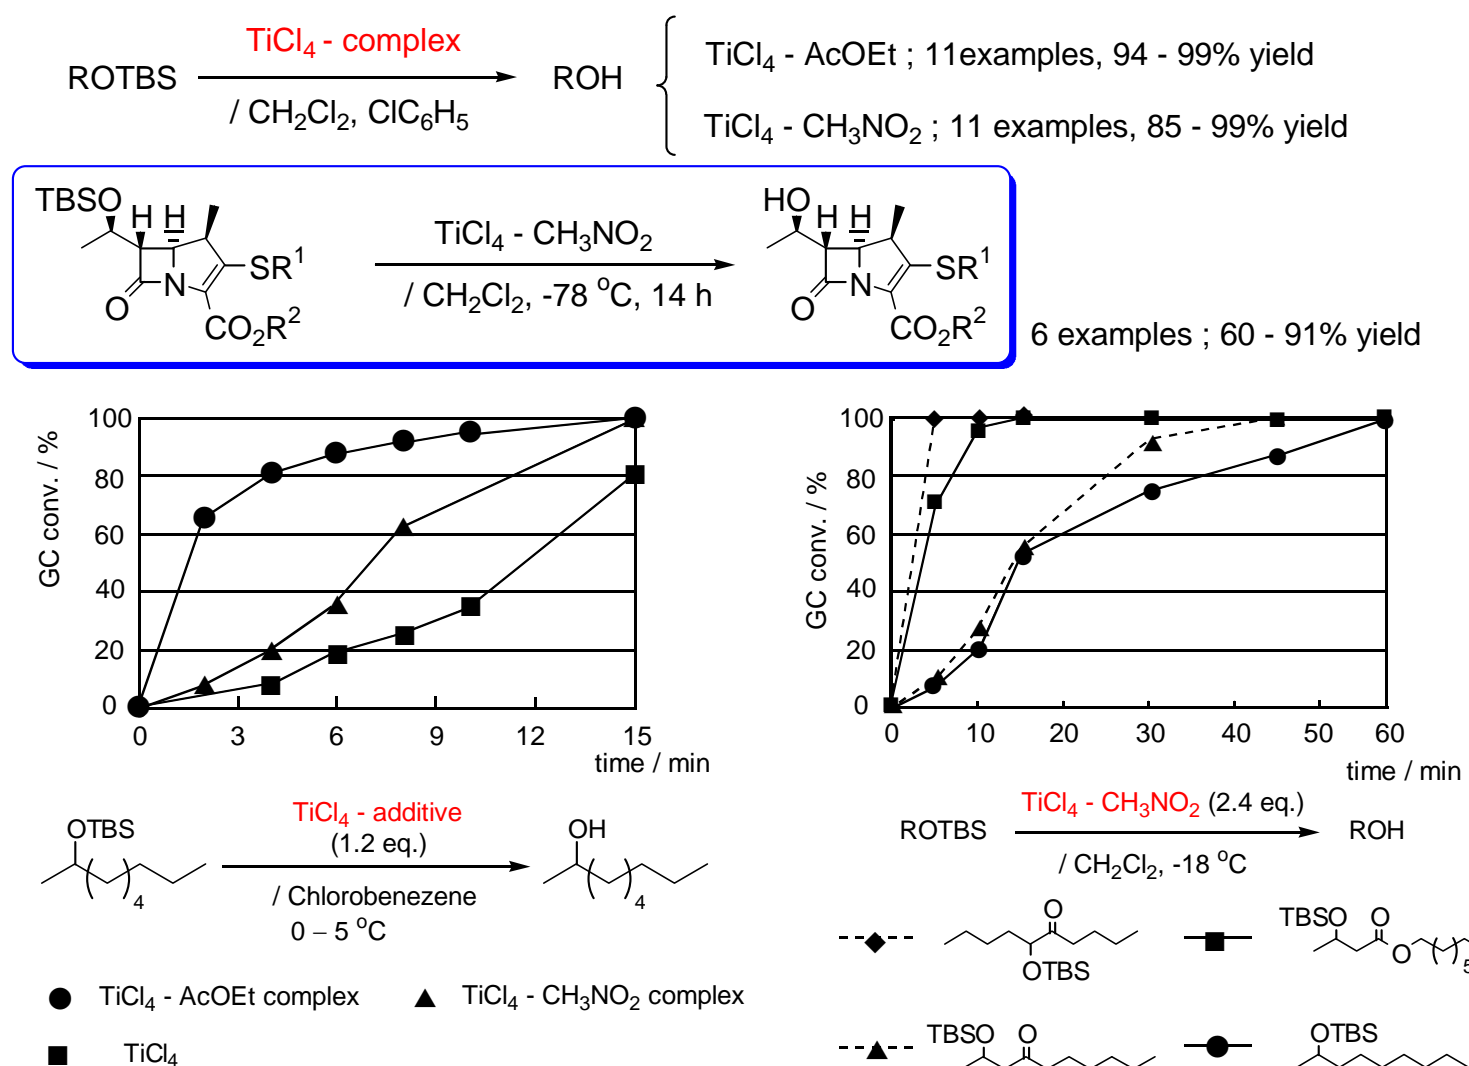 TiCl4 - complex
ROTBS
/ CH2Cl2, ClC6H5
ROH
TiCl4 - AcOEt ; 11examples, 94 - 99% yield
TiCl4 - CH3NO2 ; 11 examples, 85 - 99% yield
TBSO
H H
N
O
SR1
CO2R2
TiCl4 - CH3NO2
/ CH2Cl2, -78 oC, 14 h
HO
H H
N
O
SR1
CO2R2
6 examples ; 60 - 91% yield
GC conv. / %
100
80
60
40
20
0
0 3 6 9 12 15
time / min
GC conv. / %
100
80
60
40
20
0
0 10 20 30 40 50 60
time / min
OTBS
4
TiCl4 - additive
(1.2 eq.)
/ Chlorobenezene
0 – 5 oC
OH
4
TiCl4 - AcOEt complex
TiCl4 - CH3NO2 complex
TiCl4
ROTBS
TiCl4 - CH3NO2 (2.4 eq.)
/ CH2Cl2, -18 oC
ROH
O
OTBS
TBSO O
O
5
TBSO O
OTBS